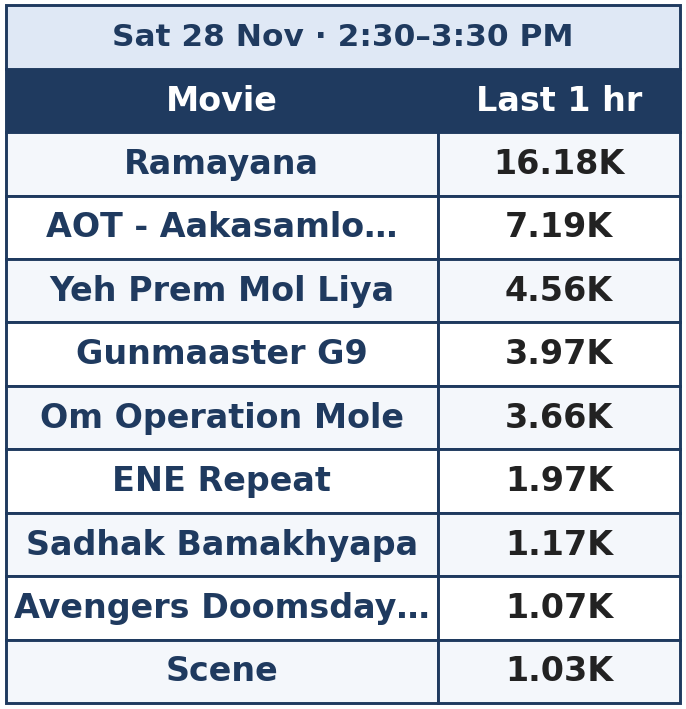 Sat 28 Nov · 2:30–3:30 PM
Movie Last 1 hr
Ramayana 16.18K
AOT - Aakasamlo... 7.19K
Yeh Prem Mol Liya 4.56K
Gunmaaster G9 3.97K
Om Operation Mole 3.66K
ENE Repeat 1.97K
Sadhak Bamakhyapa 1.17K
Avengers Doomsday... 1.07K
Scene 1.03K